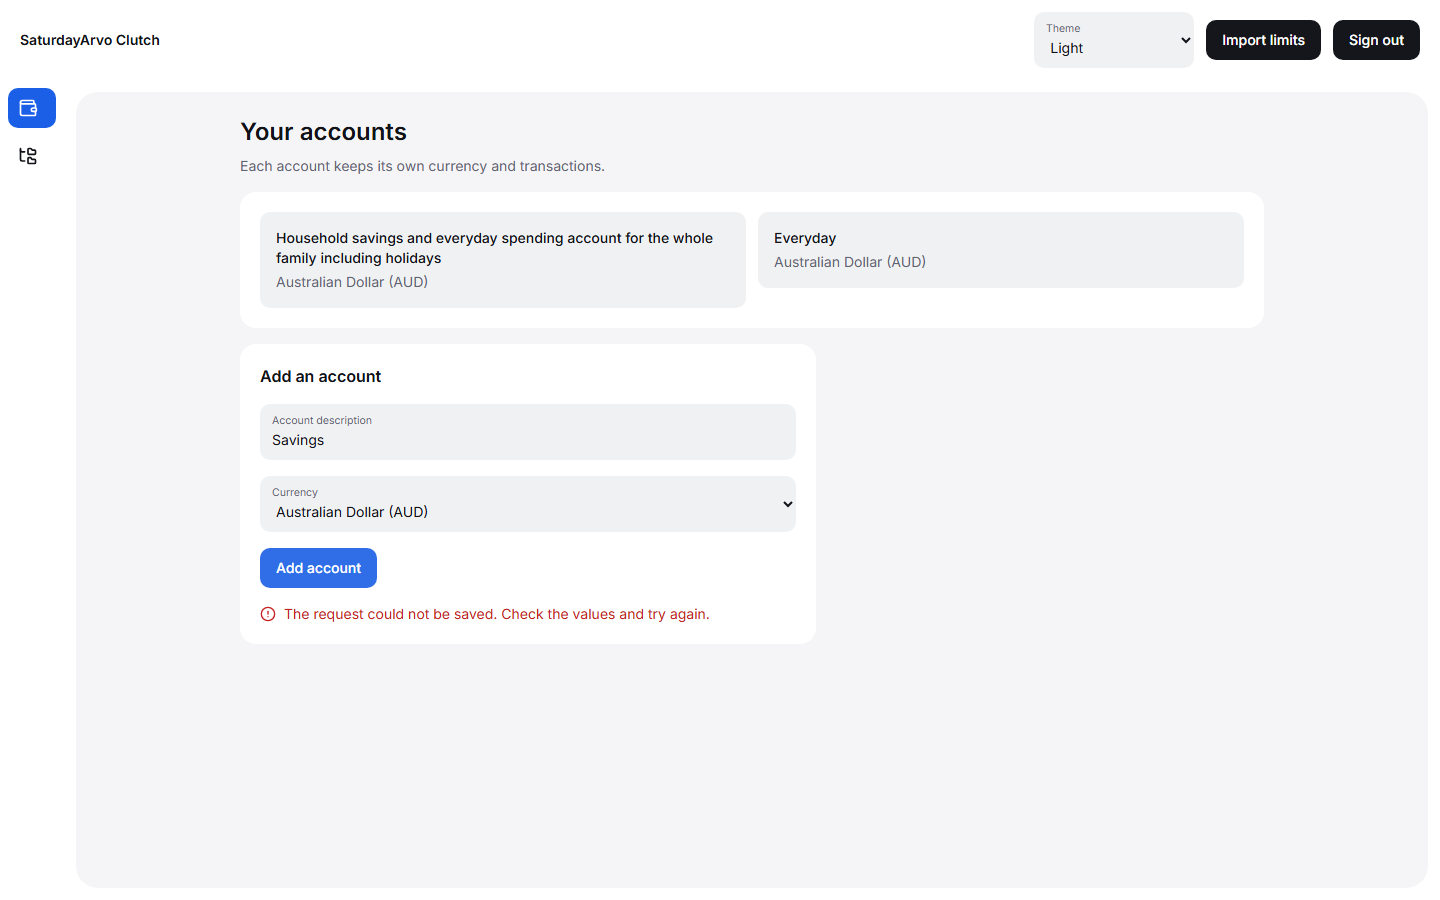 SaturdayArvo Clutch
Theme
Light
Import limits
Sign out
Your accounts
Each account keeps its own currency and transactions.
Household savings and everyday spending account for the whole
family including holidays
Australian Dollar (AUD)
Everyday
Australian Dollar (AUD)
Add an account
Account description
Savings
Currency
Australian Dollar (AUD)
Add account
The request could not be saved. Check the values and try again.